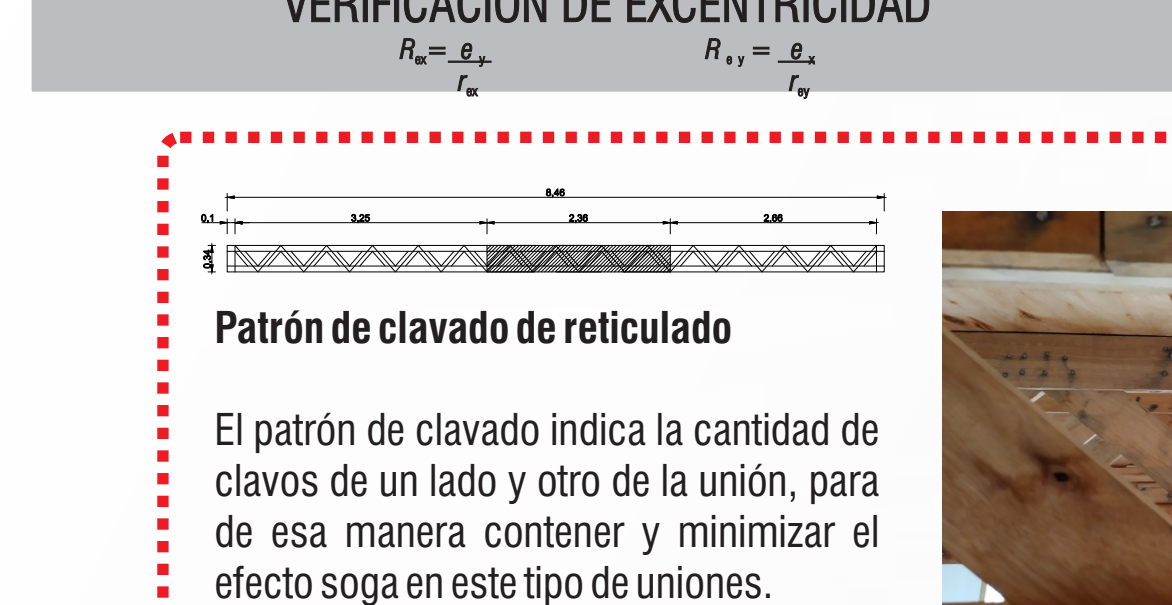 VERIFICACIÓN DE EXCENTRICIDAD
Rex= ey / rex
Rey = ex / rey
8,46
0.1 3,25 2,36 2,66
0,34
Patrón de clavado de reticulado
El patrón de clavado indica la cantidad de
clavos de un lado y otro de la unión, para
de esa manera contener y minimizar el
efecto soga en este tipo de uniones.